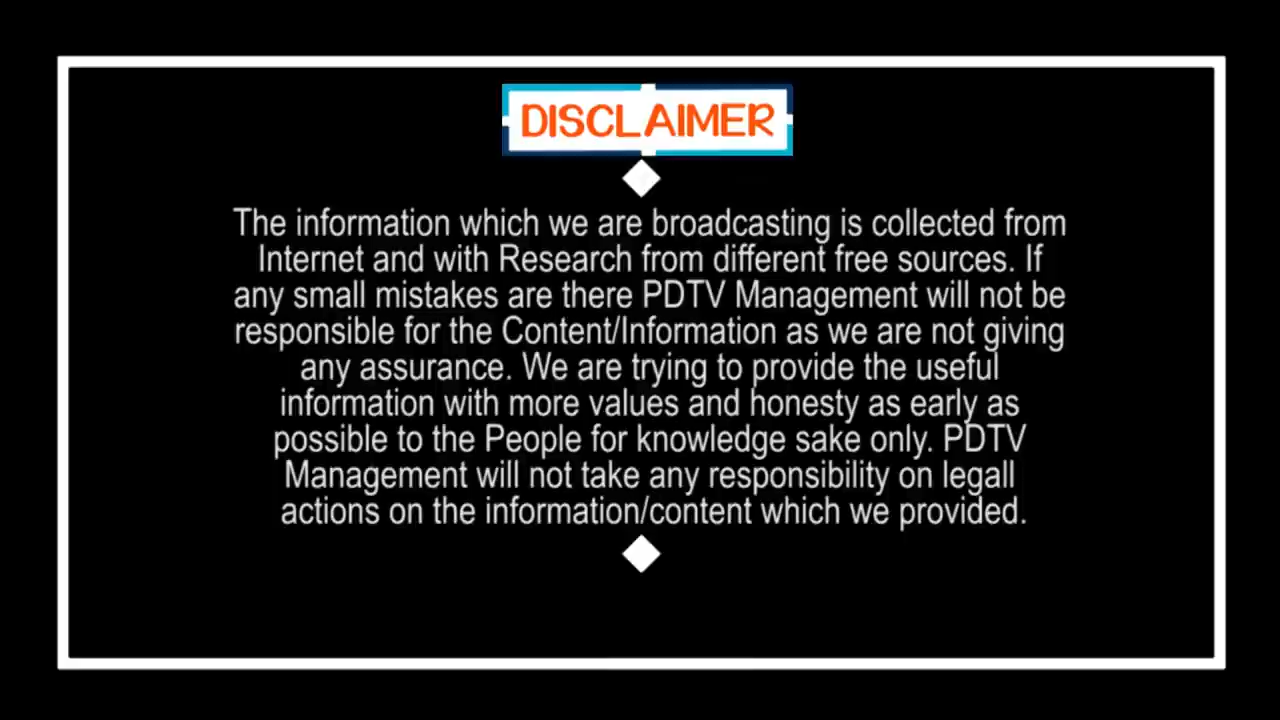 DISCLAIMER
The information which we are broadcasting is collected from
Internet and with Research from different free sources. If
any small mistakes are there PDTV Management will not be
responsible for the Content/Information as we are not giving
any assurance. We are trying to provide the useful
information with more values and honesty as early as
possible to the People for knowledge sake only. PDTV
Management will not take any responsibility on legall
actions on the information/content which we provided.